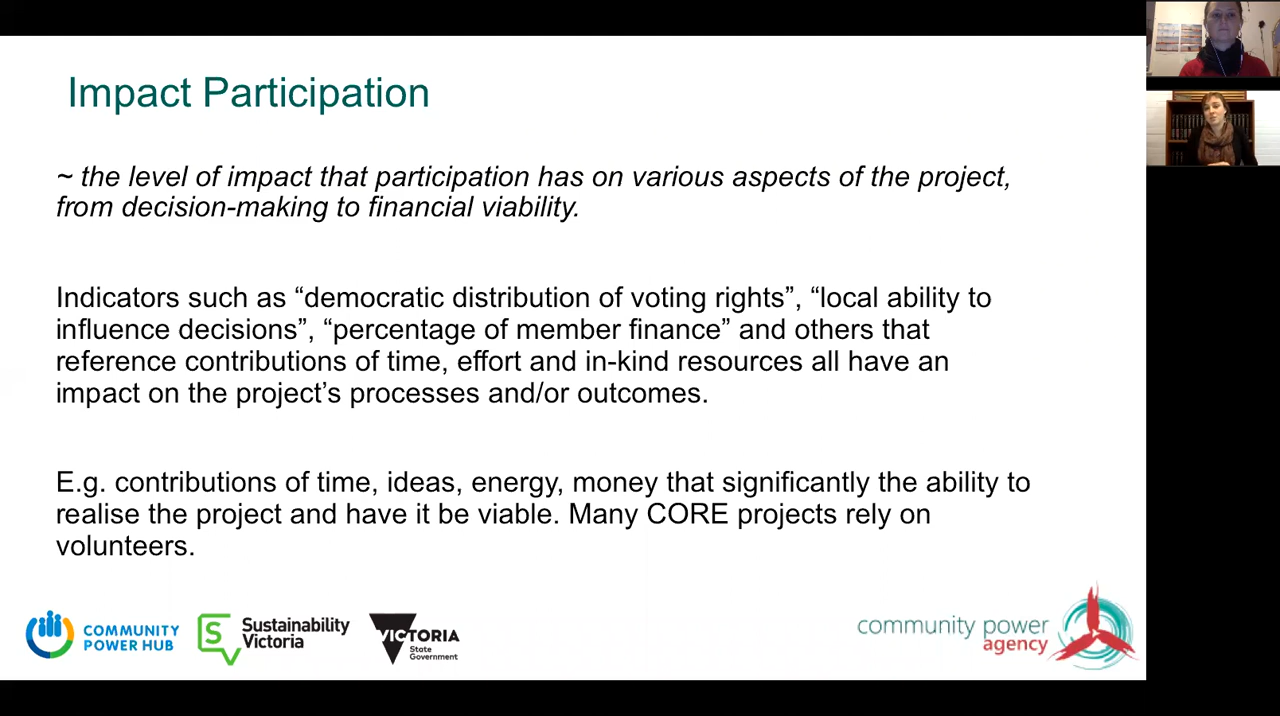 Impact Participation
~ the level of impact that participation has on various aspects of the project,
from decision-making to financial viability.
Indicators such as “democratic distribution of voting rights”, “local ability to
influence decisions”, “percentage of member finance” and others that
reference contributions of time, effort and in-kind resources all have an
impact on the project’s processes and/or outcomes.
E.g. contributions of time, ideas, energy, money that significantly the ability to
realise the project and have it be viable. Many CORE projects rely on
volunteers.
COMMUNITY
POWER HUB
S
Sustainability
Victoria
VICTORIA
State
Government
community power
agency